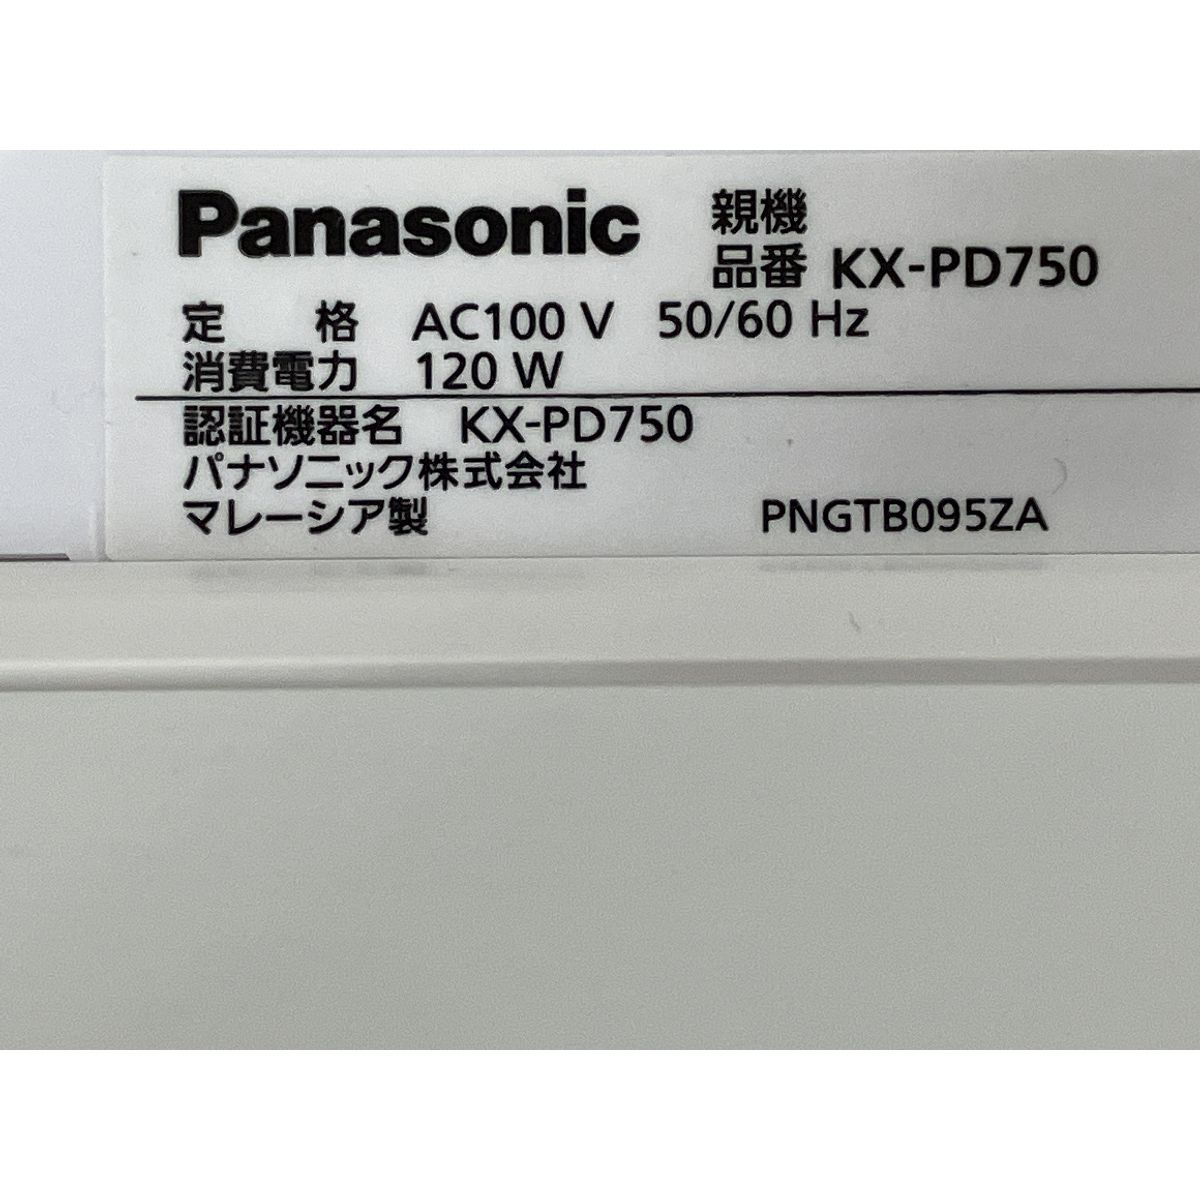 Panasonic 親機
品番 KX-PD750
定 格 AC100 V 50/60 Hz
消費電力 120 W
認証機器名 KX-PD750
パナソニック株式会社
マレーシア製 PNGTB095ZA